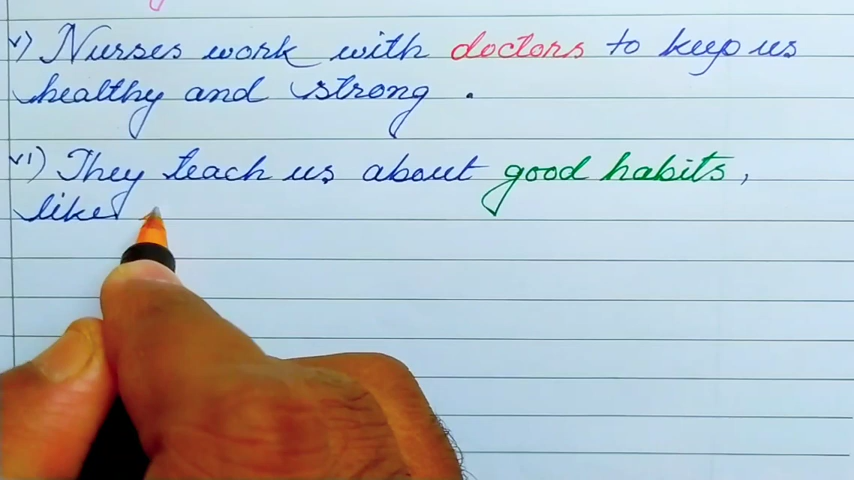 v) Nurses work with doctors to keep us
healthy and strong .
vi) They teach us about good habits,
like